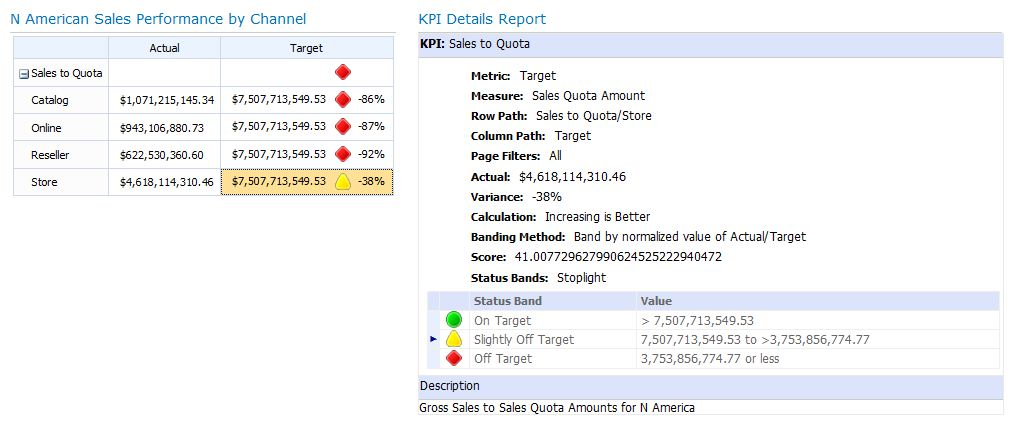 N American Sales Performance by Channel
Actual Target
Sales to Quota
Catalog $1,071,215,145.34 $7,507,713,549.53 -86%
Online $943,106,880.73 $7,507,713,549.53 -87%
Reseller $622,530,360.60 $7,507,713,549.53 -92%
Store $4,618,114,310.46 $7,507,713,549.53 -38%
KPI Details Report
KPI: Sales to Quota
Metric: Target
Measure: Sales Quota Amount
Row Path: Sales to Quota/Store
Column Path: Target
Page Filters: All
Actual: $4,618,114,310.46
Variance: -38%
Calculation: Increasing is Better
Banding Method: Band by normalized value of Actual/Target
Score: 41.007729627990624525222940472
Status Bands: Stoplight
Status Band Value
On Target > 7,507,713,549.53
Slightly Off Target 7,507,713,549.53 to >3,753,856,774.77
Off Target 3,753,856,774.77 or less
Description
Gross Sales to Sales Quota Amounts for N America